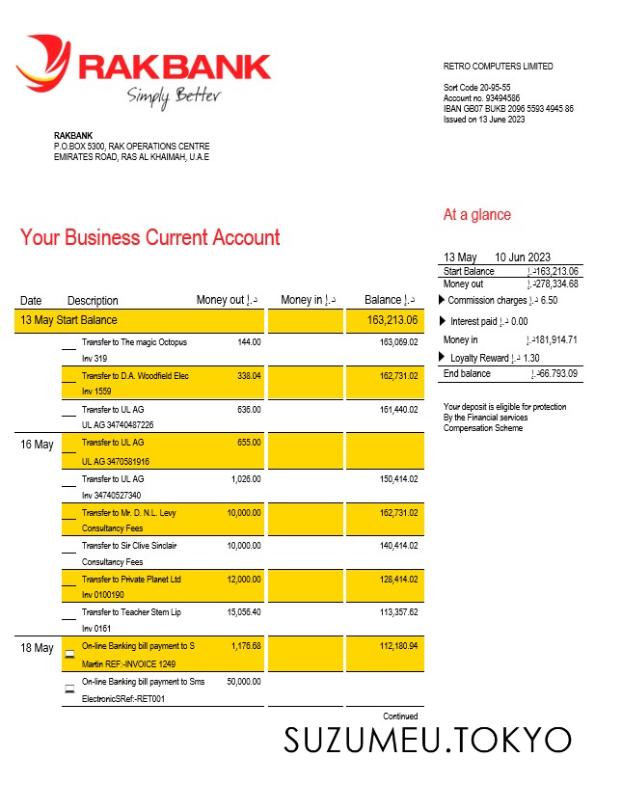 RAKBANK
Simply Better
RETRO COMPUTERS LIMITED
Sort Code 20-95-55
Account no. 93494586
IBAN GB07 BUKB 2096 5593 4945 86
Issued on 13 June 2023
RAKBANK
P.O.BOX 5300, RAK OPERATIONS CENTRE
EMIRATES ROAD, RAS AL KHAIMAH, U.A.E
At a glance
Your Business Current Account
13 May 10 Jun 2023
Start Balance د.إ163,213.06
Money out د.إ278,334.68
Commission charges د.إ 6.50
Interest paid د.إ 0.00
Money in د.إ181,914.71
Loyalty Reward د.إ 1.30
End balance د.إ66.793.09
Your deposit is eligible for protection
By the Financial services
Compensation Scheme
Date Description Money out د.إ Money in د.إ Balance د.إ
13 May Start Balance 163,213.06
Transfer to The magic Octopus 144.00 163,069.02
Inv 319
Transfer to D.A. Woodfield Elec 338.04 162,731.02
Inv 1559
Transfer to UL AG 636.00 161,440.02
UL AG 34740487226
16 May Transfer to UL AG 655.00
UL AG 3470581916
Transfer to UL AG 1,026.00 150,414.02
Inv 34740527340
Transfer to Mr. D. N.L. Levy 10,000.00 162,731.02
Consultancy Fees
Transfer to Sir Clive Sinclair 10,000.00 140,414.02
Consultancy Fees
Transfer to Private Planet Ltd 12,000.00 128,414.02
Inv 0100190
Transfer to Teacher Stem Lip 15,056.40 113,357.62
Inv 0161
18 May On-line Banking bill payment to S 1,176.68 112,180.94
Martin REF:-INVOICE 1249
On-line Banking bill payment to Sms 50,000.00
ElectronicSRef:-RET001
Continued
SUZUMEU.TOKYO